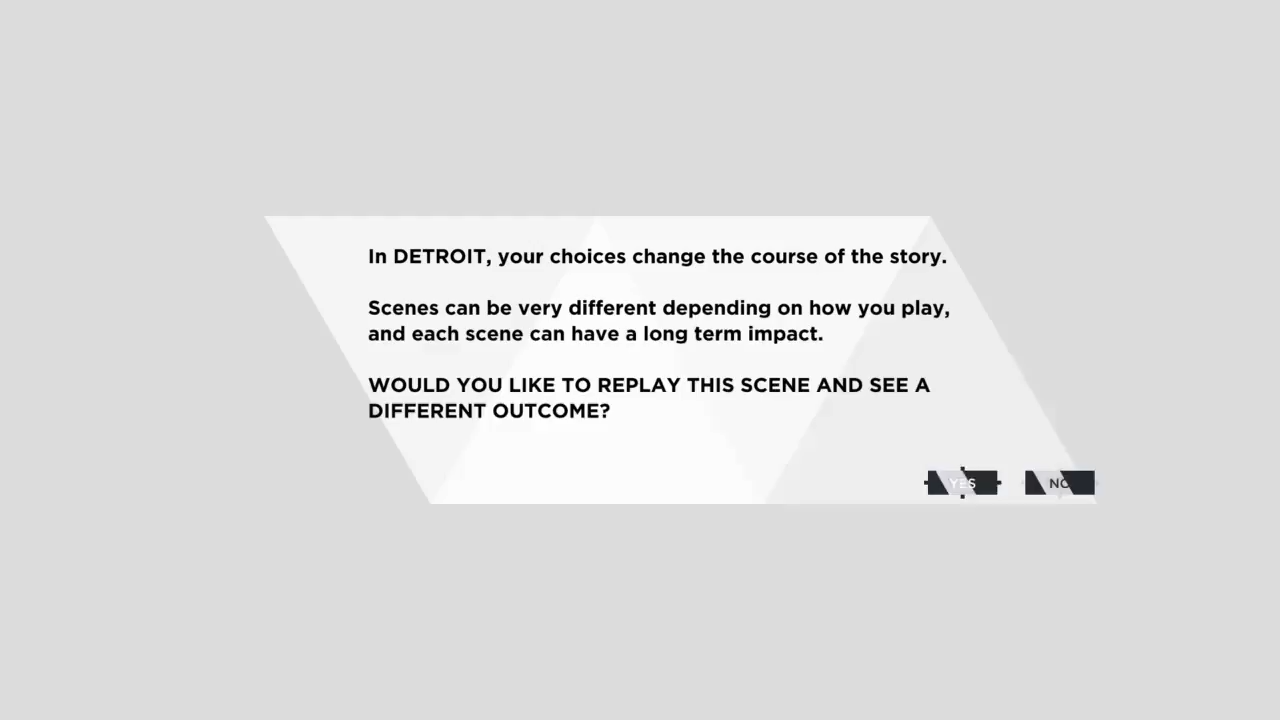 In DETROIT, your choices change the course of the story.
Scenes can be very different depending on how you play,
and each scene can have a long term impact.
WOULD YOU LIKE TO REPLAY THIS SCENE AND SEE A
DIFFERENT OUTCOME?
YES NO